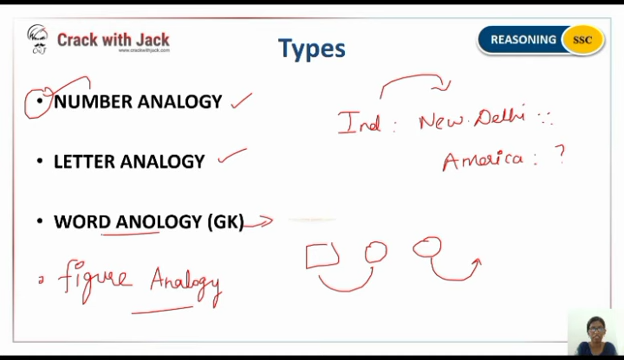 Crack with Jack
www.crackwithjack.com
Types
REASONING SSC
• NUMBER ANALOGY
• LETTER ANALOGY
• WORD ANOLOGY (GK)
figure Analogy
Ind : New Delhi ::
America : ?